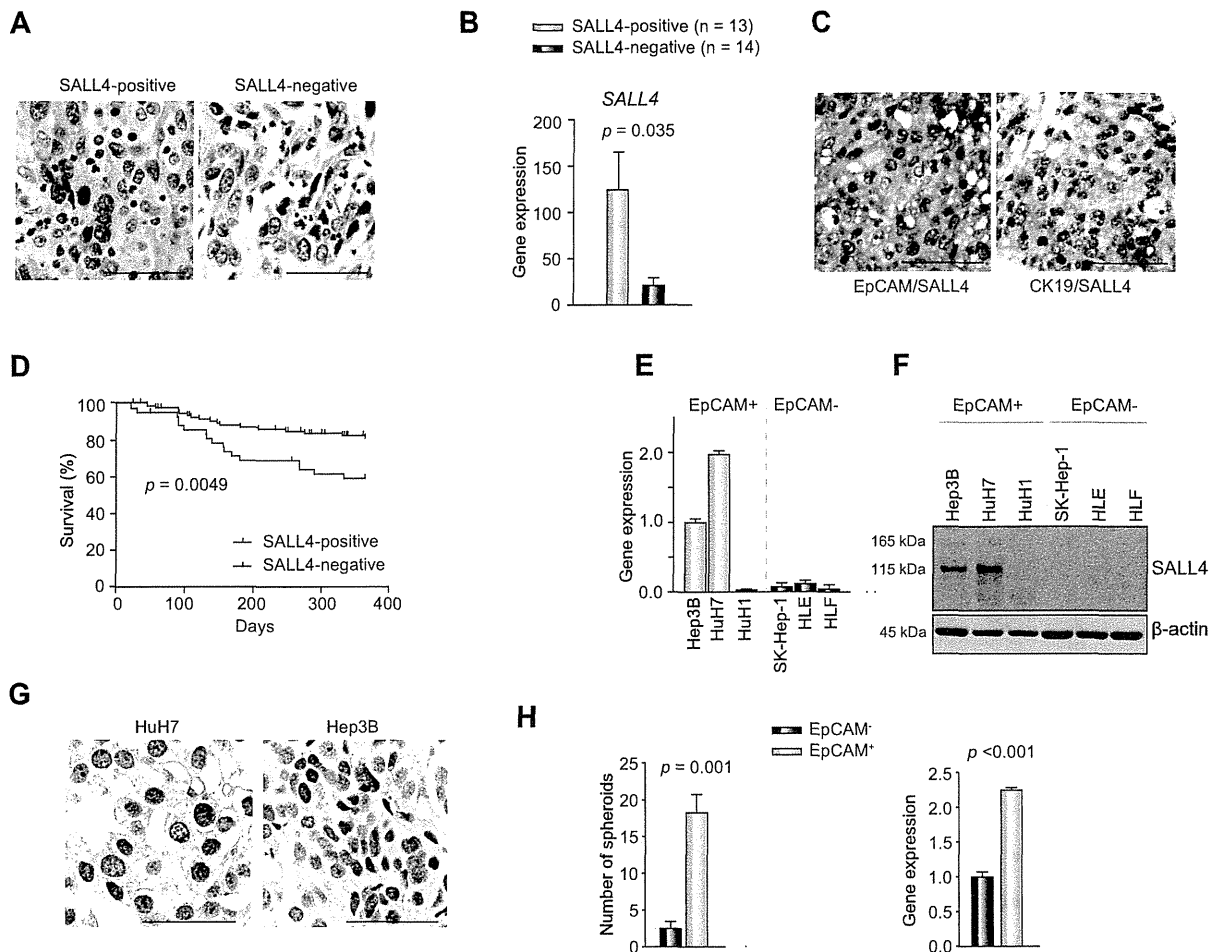 A
SALL4-positive
SALL4-negative
B
SALL4-positive (n = 13)
SALL4-negative (n = 14)
SALL4
p = 0.035
Gene expression
200
150
100
50
0
C
EpCAM/SALL4
CK19/SALL4
D
Survival (%)
100
80
60
40
20
0
p = 0.0049
SALL4-positive
SALL4-negative
0
100
200
300
400
Days
E
EpCAM+
EpCAM-
Gene expression
2.0
1.0
0.0
Hep3B
HuH7
HuH1
SK-Hep-1
HLE
HLF
F
EpCAM+
EpCAM-
Hep3B
HuH7
HuH1
SK-Hep-1
HLE
HLF
165 kDa
115 kDa
SALL4
45 kDa
β-actin
G
HuH7
Hep3B
H
EpCAM-
EpCAM+
Number of spheroids
25
20
15
10
5
0
p = 0.001
Gene expression
2.5
2.0
1.5
1.0
0.5
0.0
p <0.001